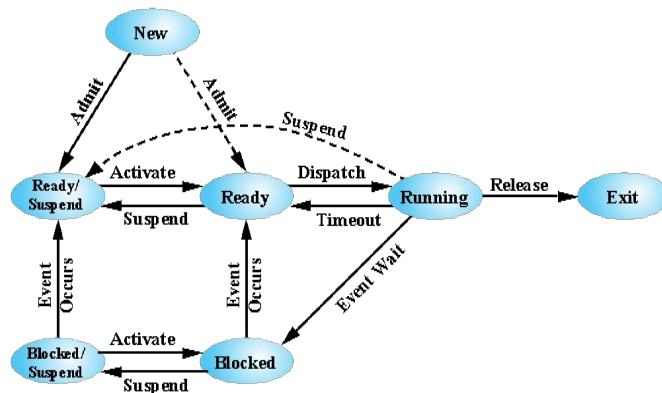 New
Admit
Admit
Suspend
Ready/
Suspend
Activate
Suspend
Ready
Dispatch
Timeout
Running
Release
Exit
Event
Occurs
Event
Occurs
Event Wait
Blocked/
Suspend
Activate
Suspend
Blocked